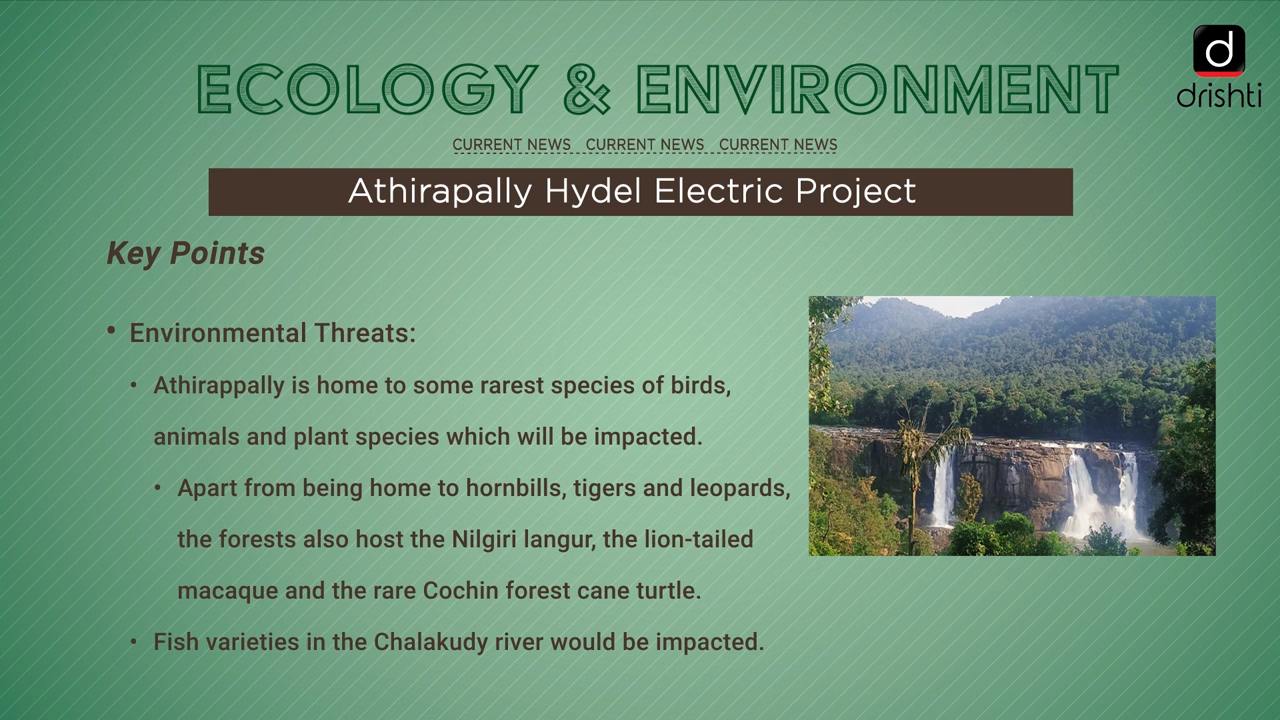 ECOLOGY & ENVIRONMENT
d
drishti
CURRENT NEWS CURRENT NEWS CURRENT NEWS
Athirapally Hydel Electric Project
Key Points
• Environmental Threats:
• Athirappally is home to some rarest species of birds,
animals and plant species which will be impacted.
• Apart from being home to hornbills, tigers and leopards,
the forests also host the Nilgiri langur, the lion-tailed
macaque and the rare Cochin forest cane turtle.
• Fish varieties in the Chalakudy river would be impacted.